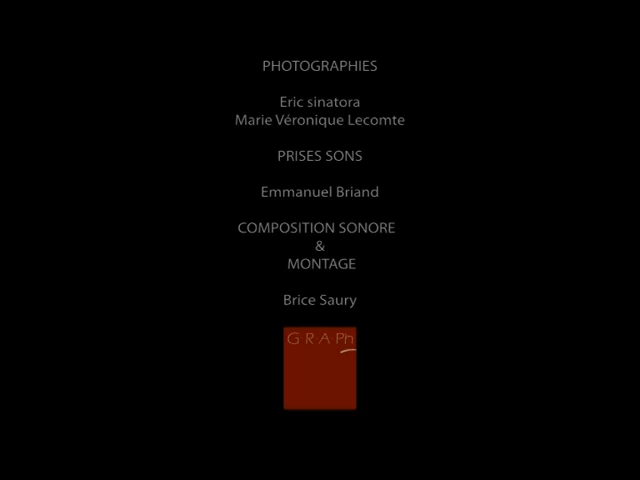 PHOTOGRAPHIES
Eric sinatora
Marie Véronique Lecomte
PRISES SONS
Emmanuel Briand
COMPOSITION SONORE
&
MONTAGE
Brice Saury
G R A Ph